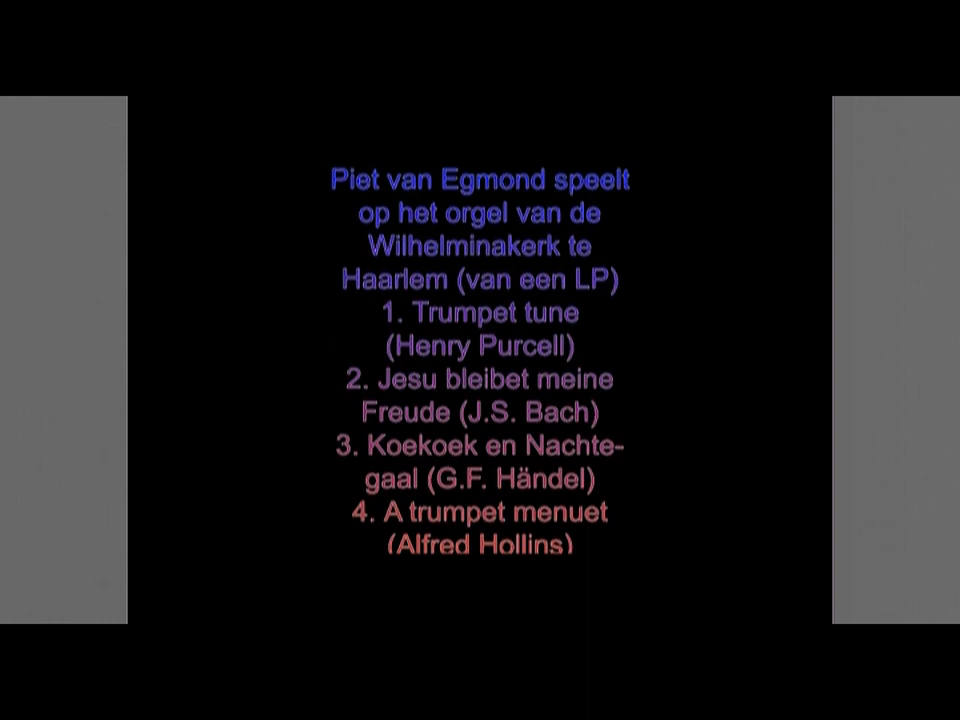 Piet van Egmond speelt
op het orgel van de
Wilhelminakerk te
Haarlem (van een LP)
1. Trumpet tune
(Henry Purcell)
2. Jesu bleibet meine
Freude (J.S. Bach)
3. Koekoek en Nachte-
gaal (G.F. Händel)
4. A trumpet menuet
(Alfred Hollins)